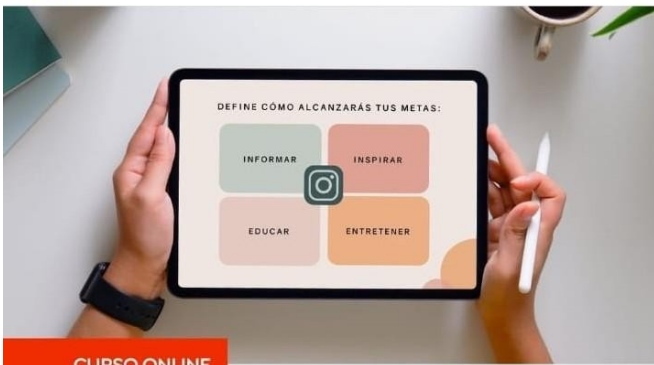 DEFINE CÓMO ALCANZARÁS TUS METAS:
INFORMAR
INSPIRAR
EDUCAR
ENTRETENER
CURSO ONLINE